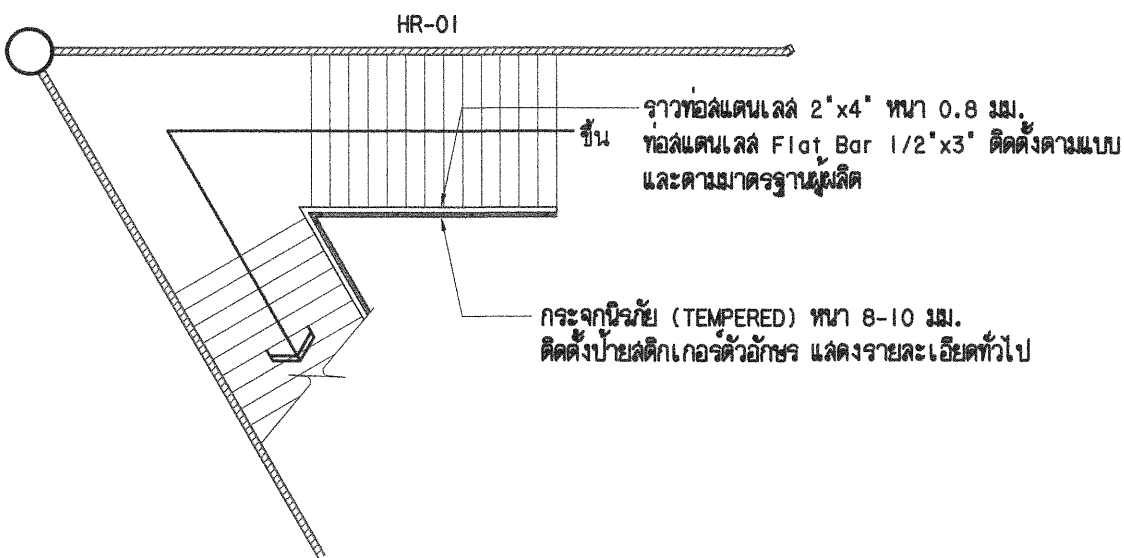 HR-01
ราวท่อสแตนเลส 2"x4" หนา 0.8 มม.
ขึ้น
ท่อสแตนเลส Flat Bar 1/2"x3" ติดตั้งตามแบบ
และตามมาตรฐานผู้ผลิต
กระจกนิรภัย (TEMPERED) หนา 8-10 มม.
ติดตั้งป้ายสติกเกอร์ตัวอักษร แสดงรายละเอียดทั่วไป